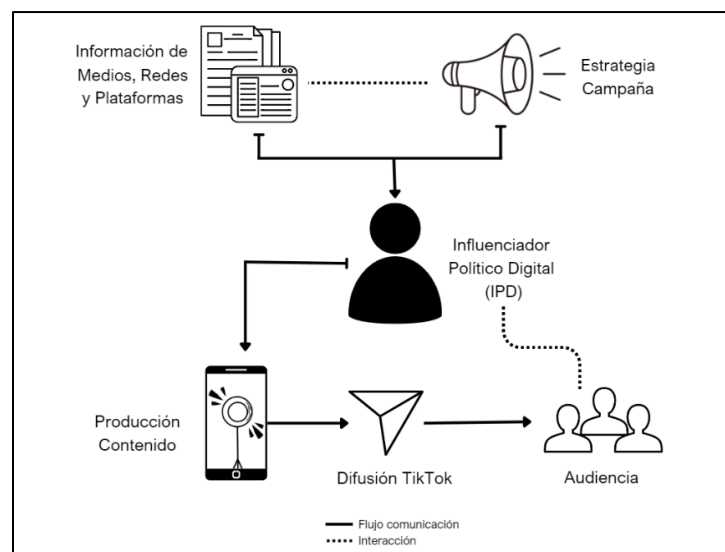 Información de
Medios, Redes
y Plataformas
Estrategia
Campaña
Influenciador
Político Digital
(IPD)
Producción
Contenido
Difusión TikTok
Audiencia
Flujo comunicación
Interacción